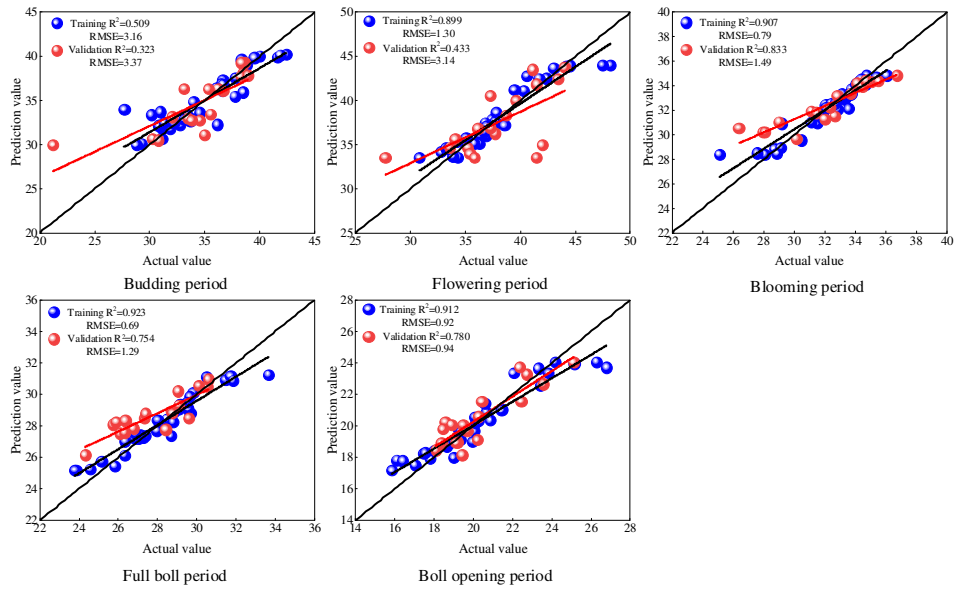 Training R²=0.509
RMSE=3.16
Validation R²=0.323
RMSE=3.37
Prediction value
40
35
30
25
20
20
25
30
35
40
45
Actual value
Budding period
Training R²=0.899
RMSE=1.30
Validation R²=0.433
RMSE=3.14
Prediction value
50
45
40
35
30
25
25
30
35
40
45
50
Actual value
Flowering period
Training R²=0.907
RMSE=0.79
Validation R²=0.833
RMSE=1.49
Prediction value
40
38
36
34
32
30
28
26
24
22
22
24
26
28
30
32
34
36
38
40
Actual value
Blooming period
Training R²=0.923
RMSE=0.69
Validation R²=0.754
RMSE=1.29
Prediction value
36
34
32
30
28
26
24
22
22
24
26
28
30
32
34
36
Actual value
Full boll period
Training R²=0.912
RMSE=0.92
Validation R²=0.780
RMSE=0.94
Prediction value
28
26
24
22
20
18
16
14
14
16
18
20
22
24
26
28
Actual value
Boll opening period